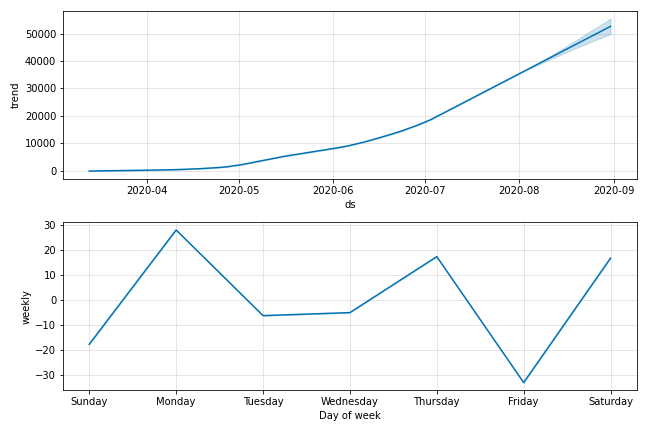 50000
40000
30000
20000
10000
0
trend
2020-04 2020-05 2020-06 2020-07 2020-08 2020-09
ds
30
20
10
0
−10
−20
−30
weekly
Sunday Monday Tuesday Wednesday Thursday Friday Saturday
Day of week